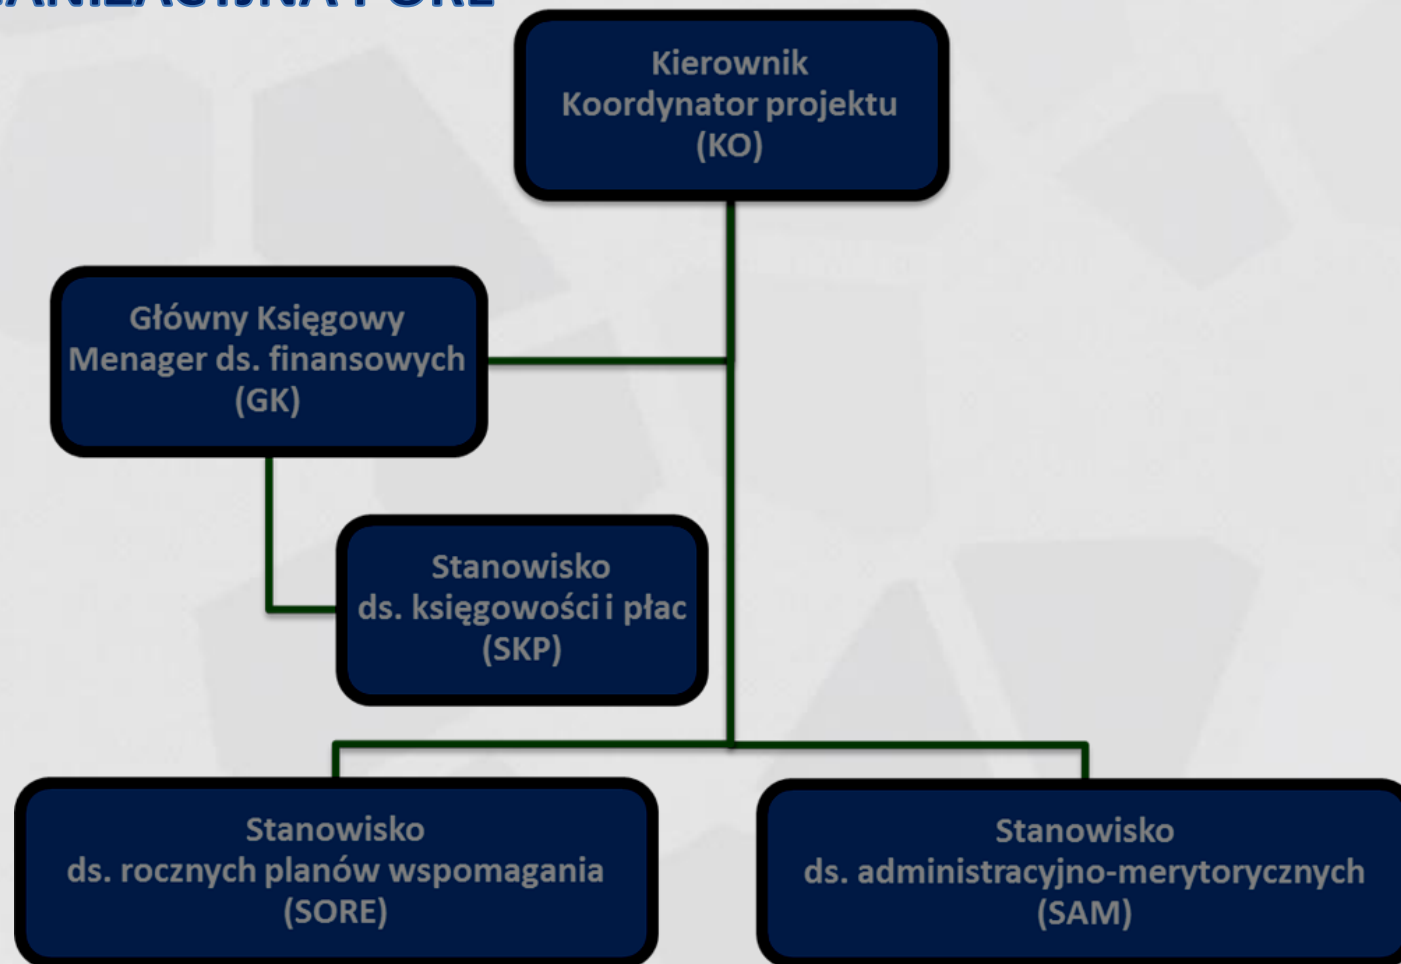 Kierownik
Koordynator projektu
(KO)
Główny Księgowy
Menager ds. finansowych
(GK)
Stanowisko
ds. księgowości i płac
(SKP)
Stanowisko
ds. rocznych planów wspomagania
(SORE)
Stanowisko
ds. administracyjno-merytorycznych
(SAM)